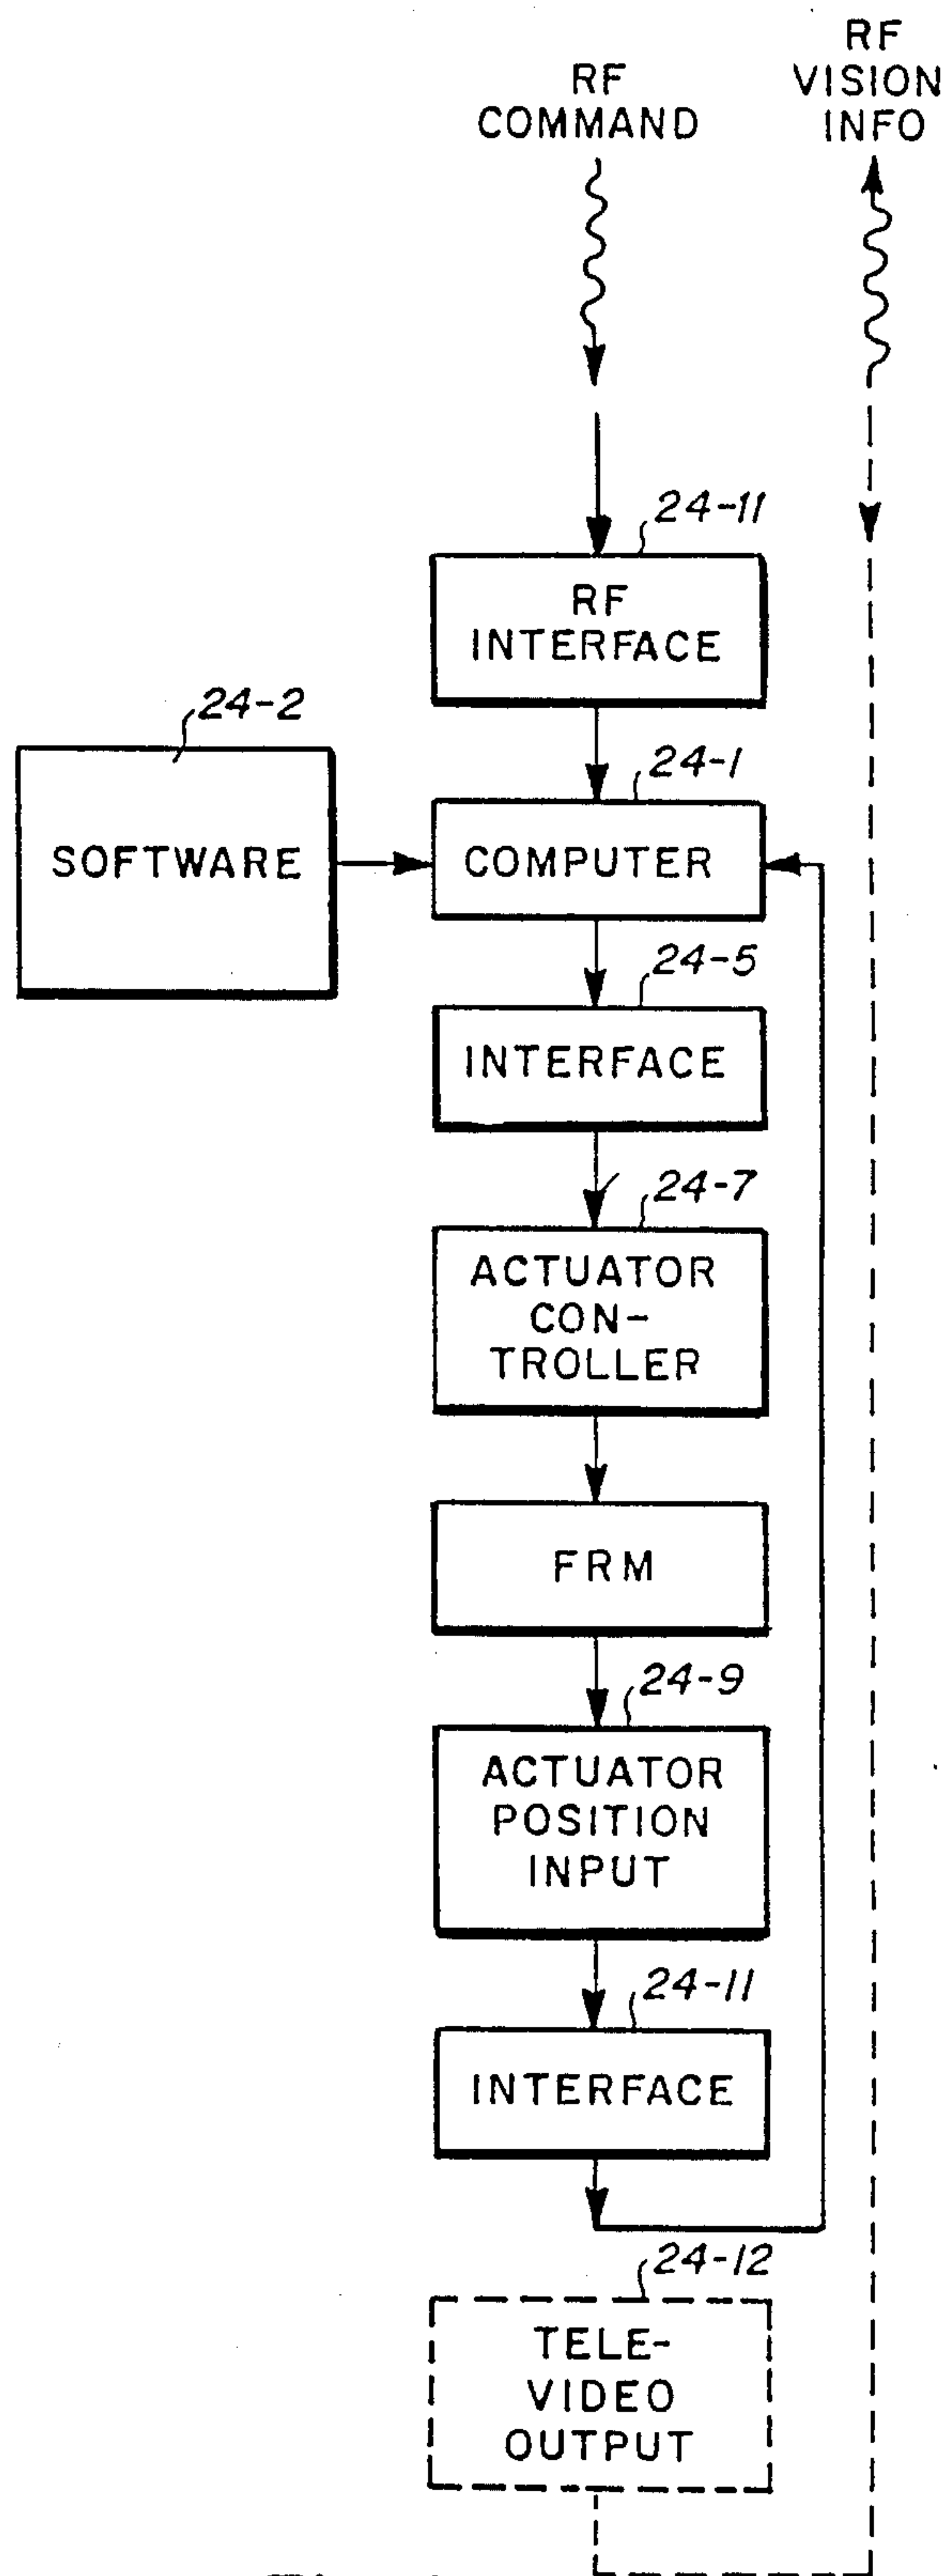 RF
COMMAND
RF
VISION
INFO
24-11
RF
INTERFACE
24-2
SOFTWARE
24-1
COMPUTER
24-5
INTERFACE
24-7
ACTUATOR
CON-
TROLLER
FRM
24-9
ACTUATOR
POSITION
INPUT
24-11
INTERFACE
24-12
TELE-
VIDEO
OUTPUT